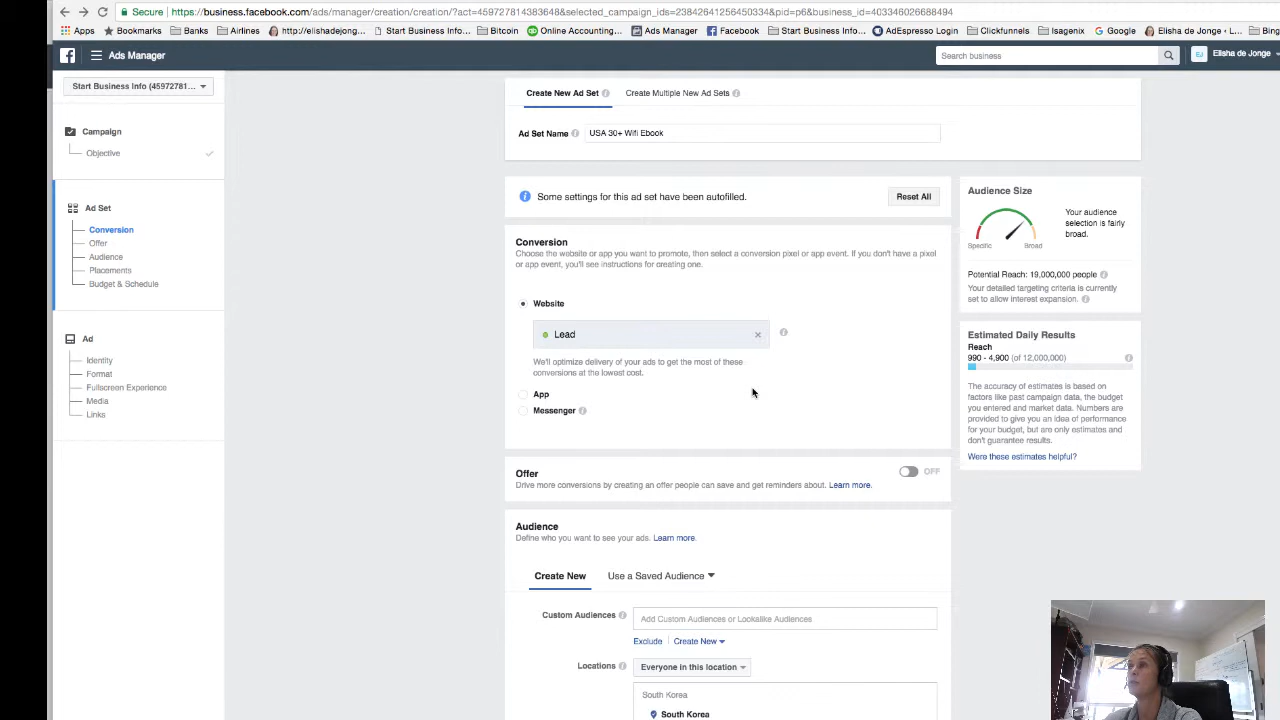 Secure https://business.facebook.com/ads/manager/creation/creation/?act=459727814383648&selected_campaign_ids=23842641256450334&pid=p6&business_id=403346026688494
Apps Bookmarks Banks Airlines http://elishadejong... Start Business Info... Bitcoin Online Accounting... Ads Manager Facebook Start Business Info... AdEspresso Login Clickfunnels Isagenix Google Elisha de Jonge - L... Bing
Ads Manager Search business EJ Elisha de Jonge
Start Business Info (45972781...
Campaign
Objective
Ad Set
Conversion
Offer
Audience
Placements
Budget & Schedule
Ad
Identity
Format
Fullscreen Experience
Media
Links
Create New Ad Set Create Multiple New Ad Sets
Ad Set Name USA 30+ Wifi Ebook
Some settings for this ad set have been autofilled. Reset All
Conversion
Choose the website or app you want to promote, then select a conversion pixel or app event. If you don't have a pixel
or app event, you'll see instructions for creating one.
Website
Lead
We'll optimize delivery of your ads to get the most of these
conversions at the lowest cost.
App
Messenger
Offer
OFF
Drive more conversions by creating an offer people can save and get reminders about. Learn more.
Audience
Define who you want to see your ads. Learn more.
Create New Use a Saved Audience
Custom Audiences Add Custom Audiences or Lookalike Audiences
Exclude Create New
Locations Everyone in this location
South Korea
South Korea
Audience Size
Your audience
selection is fairly
broad.
Specific Broad
Potential Reach: 19,000,000 people
Your detailed targeting criteria is currently
set to allow interest expansion.
Estimated Daily Results
Reach
990 - 4,900 (of 12,000,000)
The accuracy of estimates is based on
factors like past campaign data, the budget
you entered and market data. Numbers are
provided to give you an idea of performance
for your budget, but are only estimates and
don't guarantee results.
Were these estimates helpful?